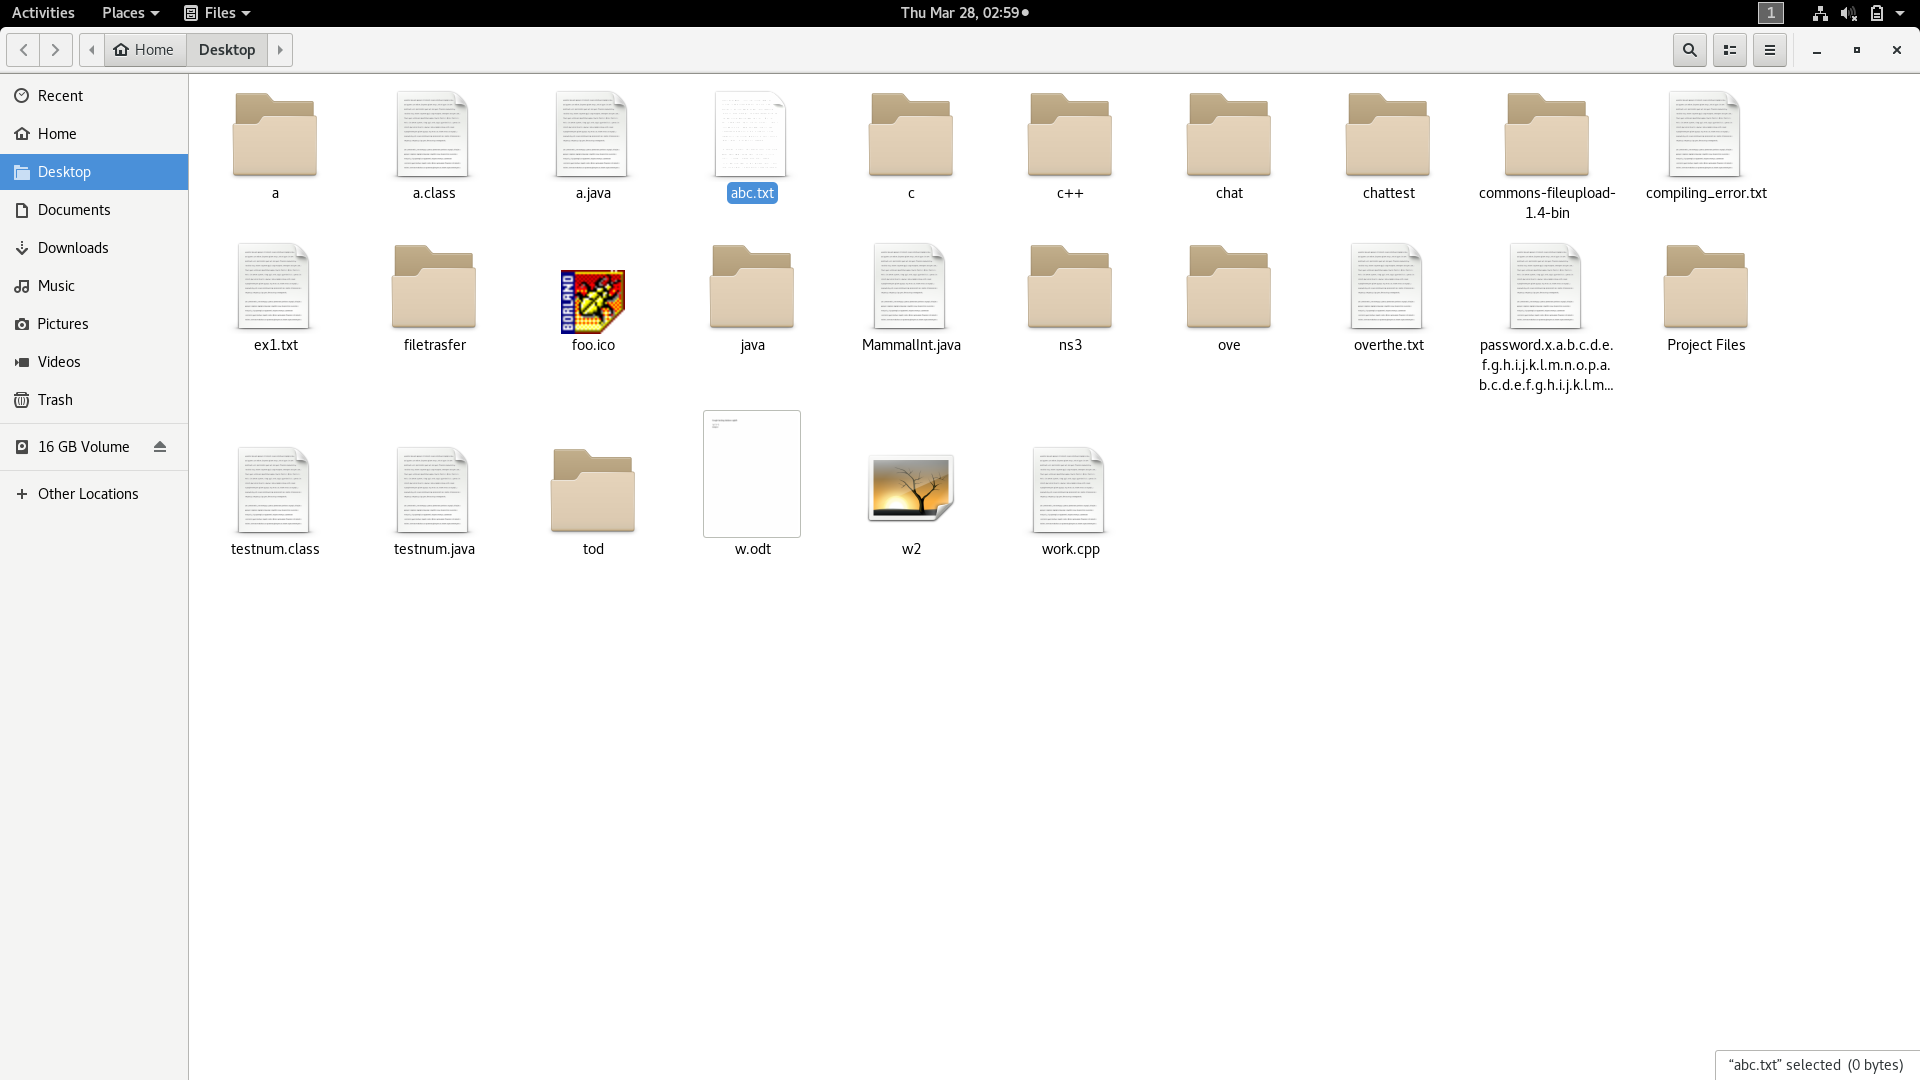 Activities Places Files Thu Mar 28, 02:59 1
Home Desktop
Recent
Home
Desktop
Documents
Downloads
Music
Pictures
Videos
Trash
16 GB Volume
+ Other Locations
a a.class a.java abc.txt c c++ chat chattest commons-fileupload- compiling_error.txt
1.4-bin
BORLAND
ex1.txt filetrasfer foo.ico java MammalInt.java ns3 ove overthe.txt password.x.a.b.c.d.e. Project Files
f.g.h.i.j.k.l.m.n.o.p.a.
b.c.d.e.f.g.h.i.j.k.l.m...
testnum.class testnum.java tod w.odt w2 work.cpp
“abc.txt” selected (0 bytes)